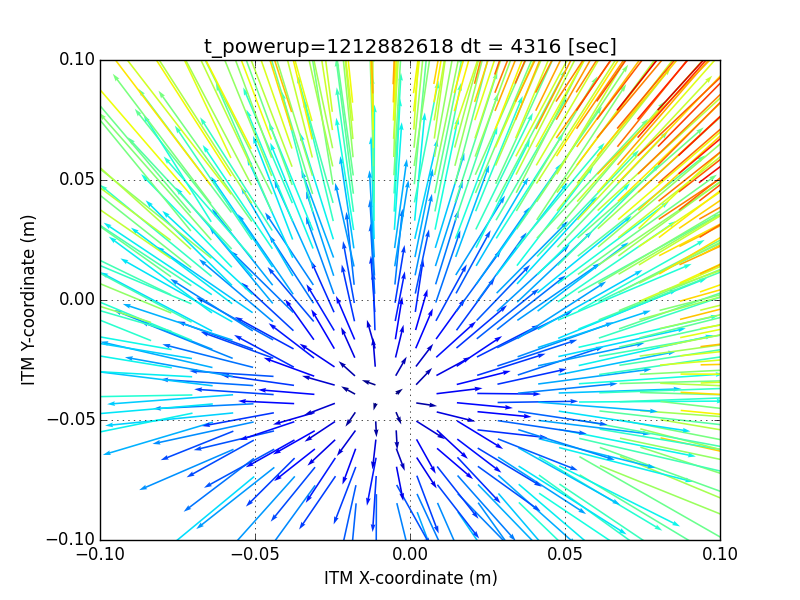 t_powerup=1212882618 dt = 4316 [sec]
0.10
0.05
0.00
−0.05
−0.10
ITM Y-coordinate (m)
−0.10 −0.05 0.00 0.05 0.10
ITM X-coordinate (m)